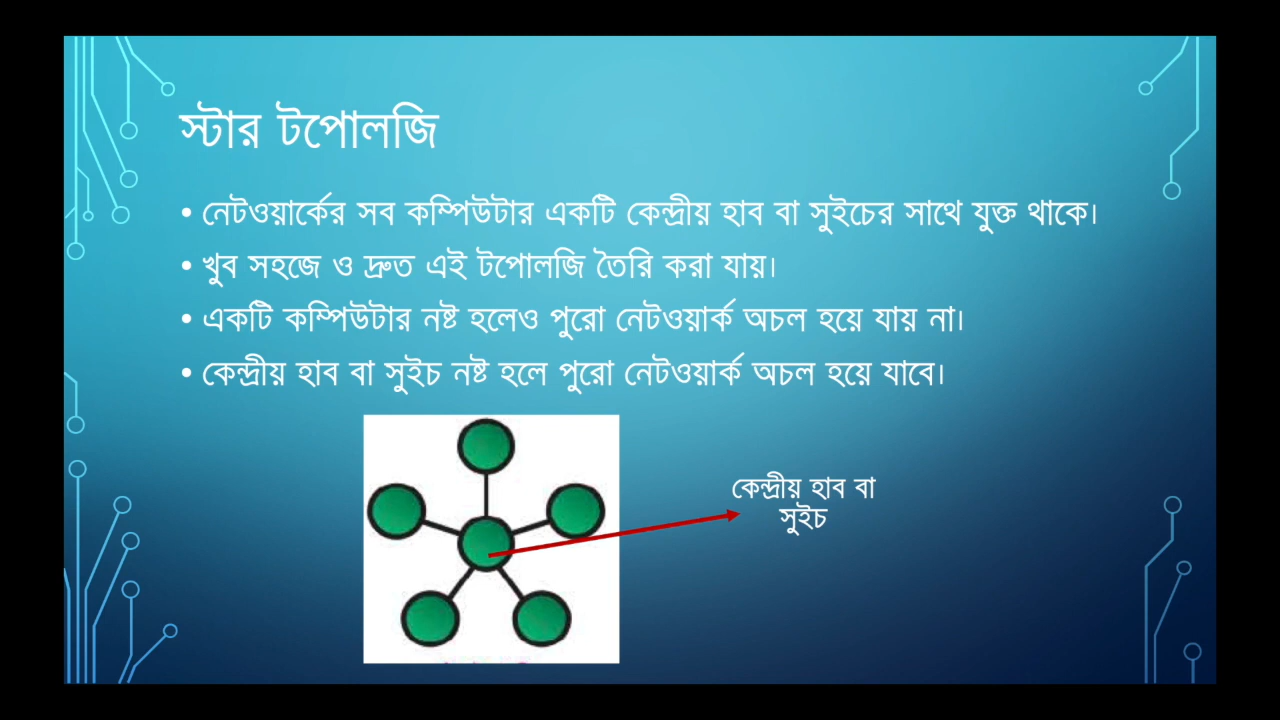 স্টার টপোলজি
• নেটওয়ার্কের সব কম্পিউটার একটি কেন্দ্রীয় হাব বা সুইচের সাথে যুক্ত থাকে।
• খুব সহজে ও দ্রুত এই টপোলজি তৈরি করা যায়।
• একটি কম্পিউটার নষ্ট হলেও পুরো নেটওয়ার্ক অচল হয়ে যায় না।
• কেন্দ্রীয় হাব বা সুইচ নষ্ট হলে পুরো নেটওয়ার্ক অচল হয়ে যাবে।
কেন্দ্রীয় হাব বা
সুইচ